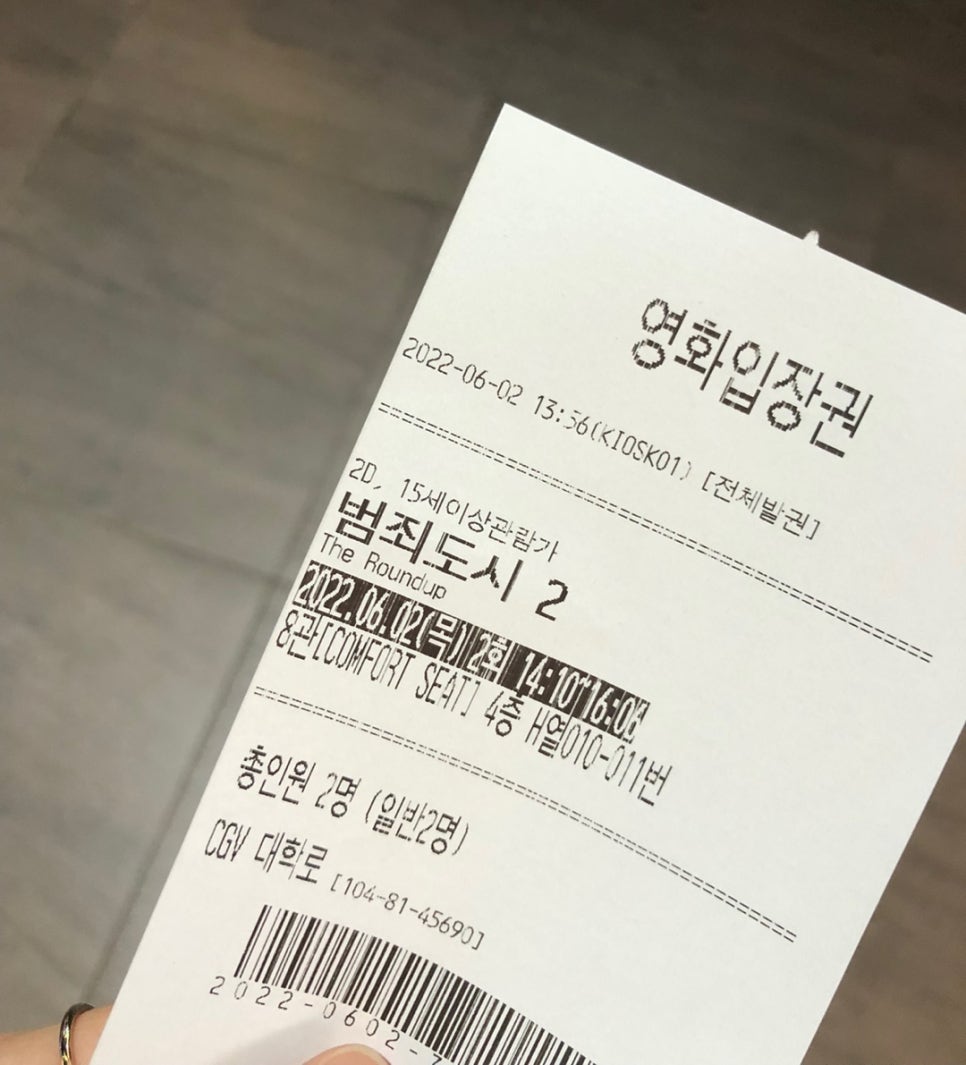 영화입장권
2022-06-02 13:56(KIOSK01) [전체발권]
2D, 15세이상관람가
범죄도시 2
The Roundup
2022.06.02(목) 2회 14:10~16:06
8관[COMFORT SEAT] 4층 H열010-011번
총인원 2명 (일반2명)
CGV 대학로 [104-81-45690]
2022-0602-